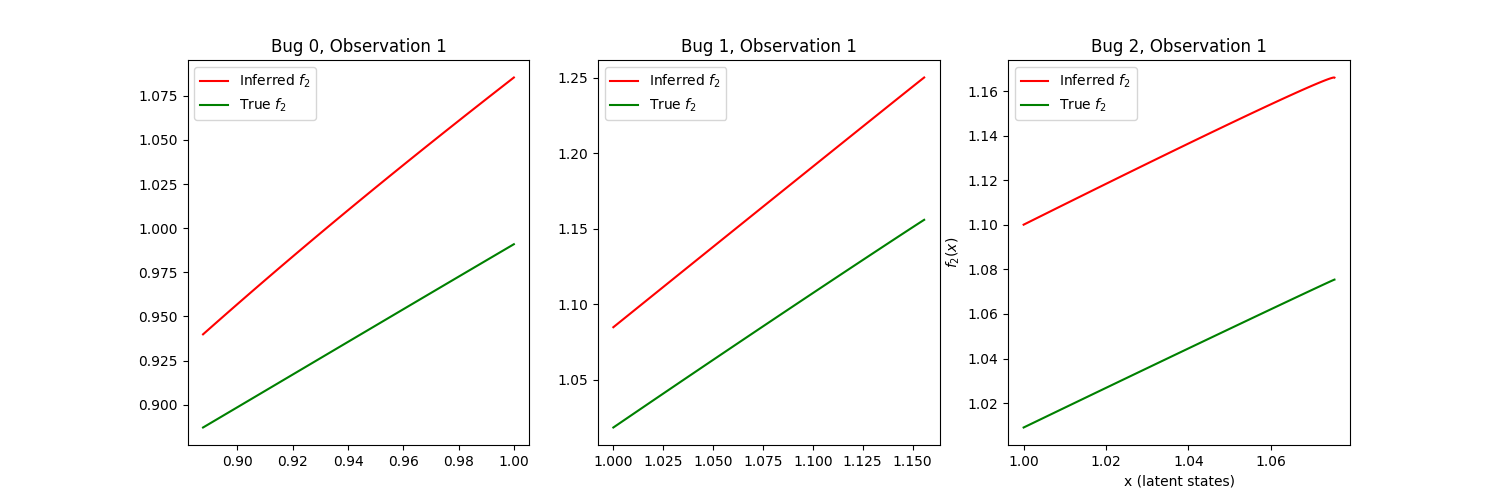 Bug 0, Observation 1
Inferred f₂
True f₂
1.075
1.050
1.025
1.000
0.975
0.950
0.925
0.900
0.90 0.92 0.94 0.96 0.98 1.00
Bug 1, Observation 1
Inferred f₂
True f₂
1.25
1.20
1.15
1.10
1.05
1.000 1.025 1.050 1.075 1.100 1.125 1.150
Bug 2, Observation 1
Inferred f₂
True f₂
f₂(x)
1.16
1.14
1.12
1.10
1.08
1.06
1.04
1.02
1.00 1.02 1.04 1.06
x (latent states)